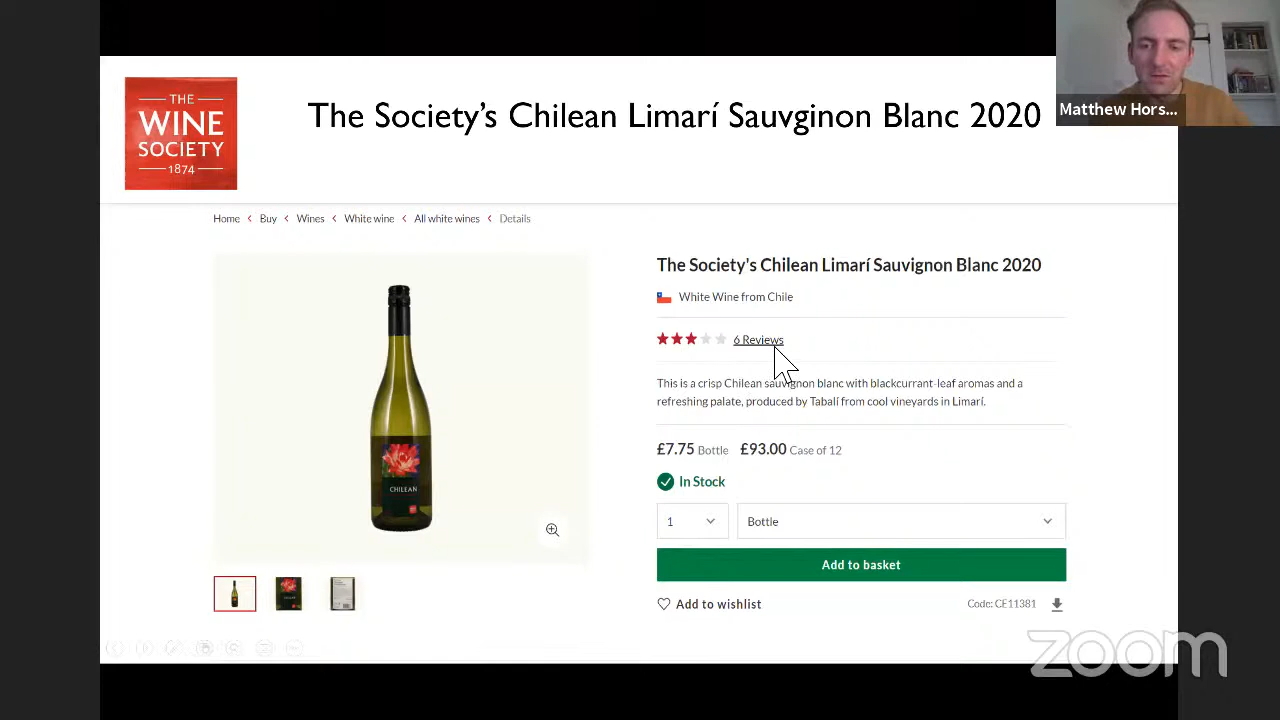 THE
WINE
SOCIETY
1874
The Society's Chilean Limarí Sauvginon Blanc 2020
Matthew Hors...
Home < Buy < Wines < White wine < All white wines < Details
The Society's Chilean Limarí Sauvignon Blanc 2020
White Wine from Chile
6 Reviews
This is a crisp Chilean sauvignon blanc with blackcurrant-leaf aromas and a
refreshing palate, produced by Tabalí from cool vineyards in Limarí.
£7.75 Bottle £93.00 Case of 12
In Stock
1 Bottle
Add to basket
Add to wishlist Code: CE11381
CHILEAN
zoom